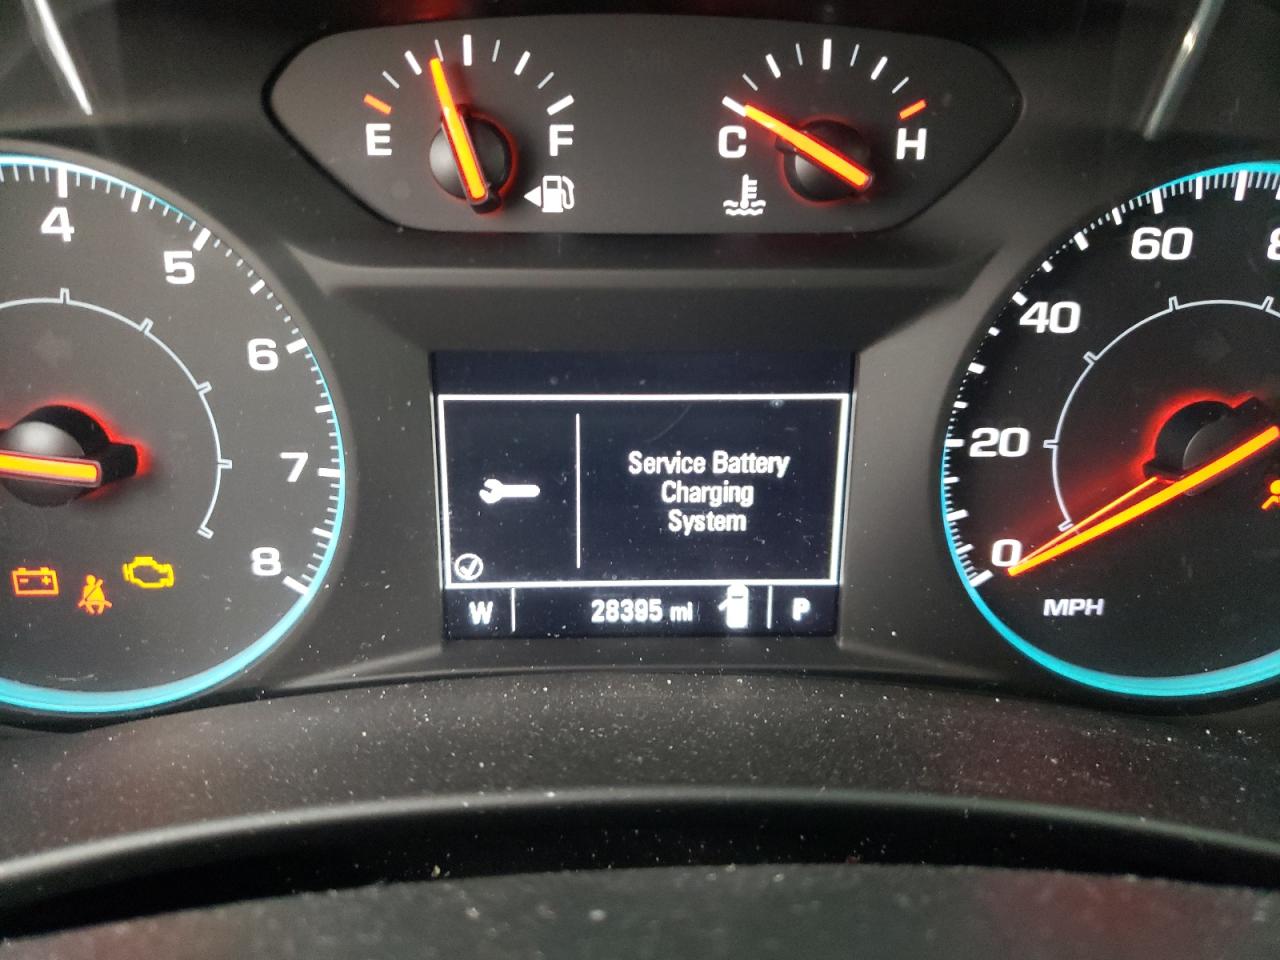 E F
C H
4
5
6
7
8
0
20
40
60
MPH
Service Battery
Charging
System
W 28395 mi P